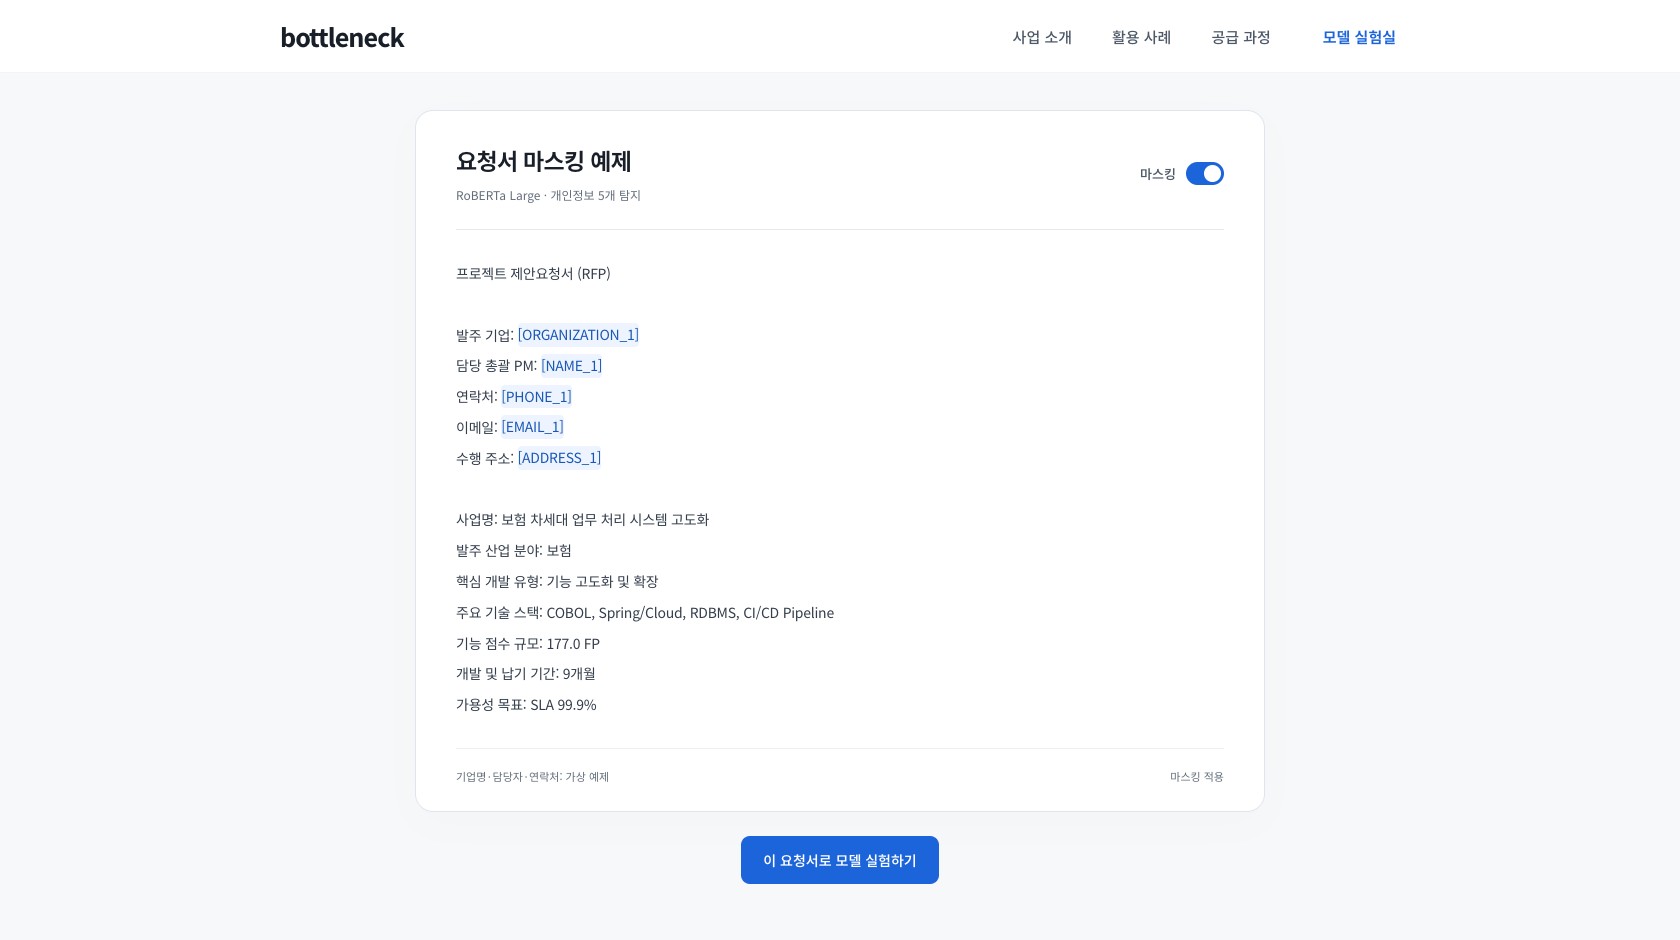 bottleneck
사업 소개
활용 사례
공급 과정
모델 실험실
요청서 마스킹 예제
마스킹
RoBERTa Large · 개인정보 5개 탐지
프로젝트 제안요청서 (RFP)
발주 기업: [ORGANIZATION_1]
담당 총괄 PM: [NAME_1]
연락처: [PHONE_1]
이메일: [EMAIL_1]
수행 주소: [ADDRESS_1]
사업명: 보험 차세대 업무 처리 시스템 고도화
발주 산업 분야: 보험
핵심 개발 유형: 기능 고도화 및 확장
주요 기술 스택: COBOL, Spring/Cloud, RDBMS, CI/CD Pipeline
기능 점수 규모: 177.0 FP
개발 및 납기 기간: 9개월
가용성 목표: SLA 99.9%
기업명·담당자·연락처: 가상 예제
마스킹 적용
이 요청서로 모델 실험하기